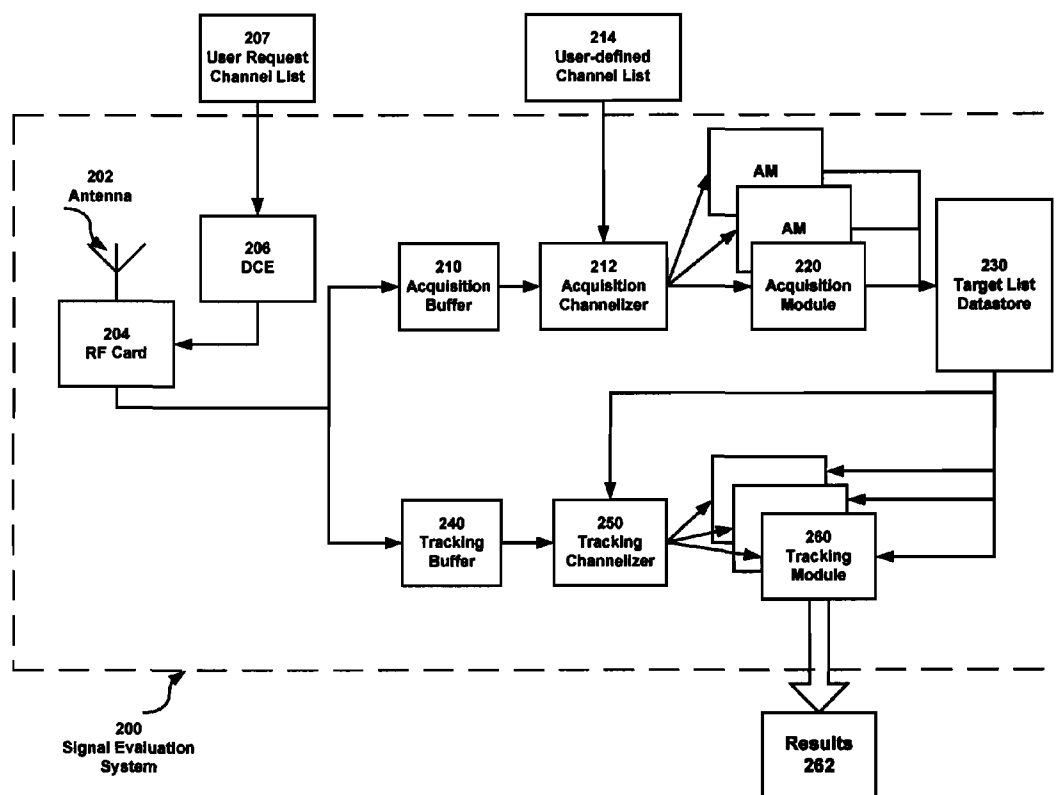 207
User Request
Channel List
214
User-defined
Channel List
202
Antenna
206
DCE
204
RF Card
210
Acquisition
Buffer
212
Acquisition
Channelizer
AM
AM
220
Acquisition
Module
230
Target List
Datastore
240
Tracking
Buffer
250
Tracking
Channelizer
260
Tracking
Module
200
Signal Evaluation
System
Results
262